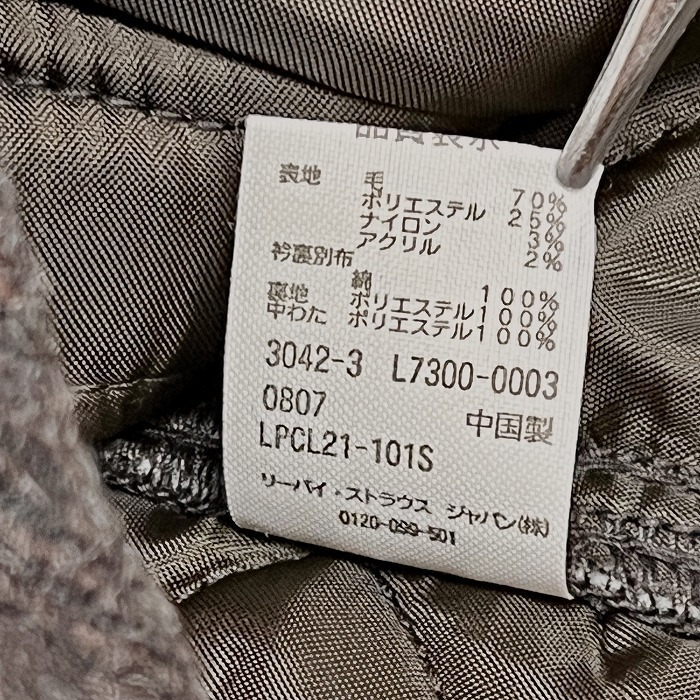 品質表示
表地 毛 70%
ポリエステル 25%
ナイロン 3%
アクリル 2%
衿裏別布
綿 100%
裏地 ポリエステル100%
中わた ポリエステル100%
3042-3 L7300-0003
0807 中国製
LPCL21-101S
リーバイ・ストラウス ジャパン(株)
0120-099-501